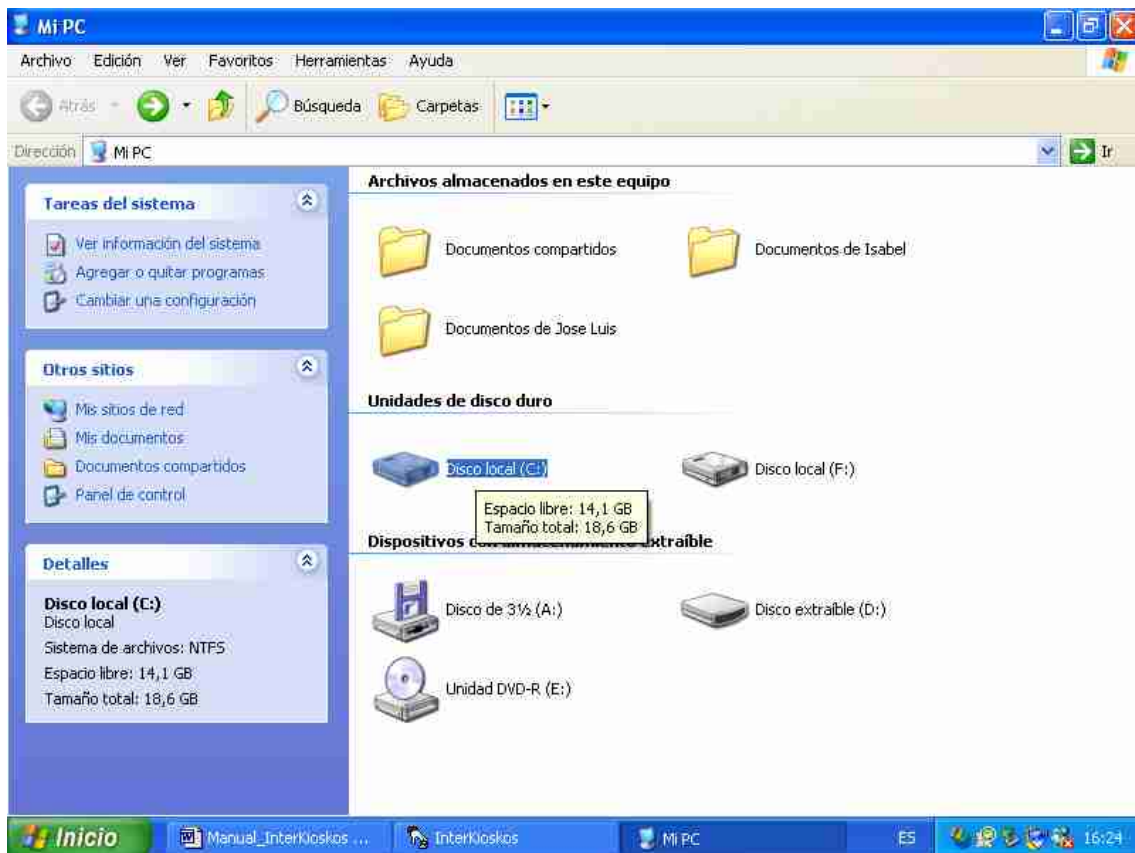 Mi PC
Archivo Edición Ver Favoritos Herramientas Ayuda
Atrás Búsqueda Carpetas
Dirección Mi PC Ir
Tareas del sistema
Ver información del sistema
Agregar o quitar programas
Cambiar una configuración
Otros sitios
Mis sitios de red
Mis documentos
Documentos compartidos
Panel de control
Detalles
Disco local (C:)
Disco local
Sistema de archivos: NTFS
Espacio libre: 14,1 GB
Tamaño total: 18,6 GB
Archivos almacenados en este equipo
Documentos compartidos Documentos de Isabel
Documentos de Jose Luis
Unidades de disco duro
Disco local (C:) Disco local (F:)
Espacio libre: 14,1 GB
Tamaño total: 18,6 GB
Dispositivos con almacenamiento extraíble
Disco de 3½ (A:) Disco extraíble (D:)
Unidad DVD-R (E:)
Inicio Manual_InterKioskos ... InterKioskos Mi PC ES 16:24